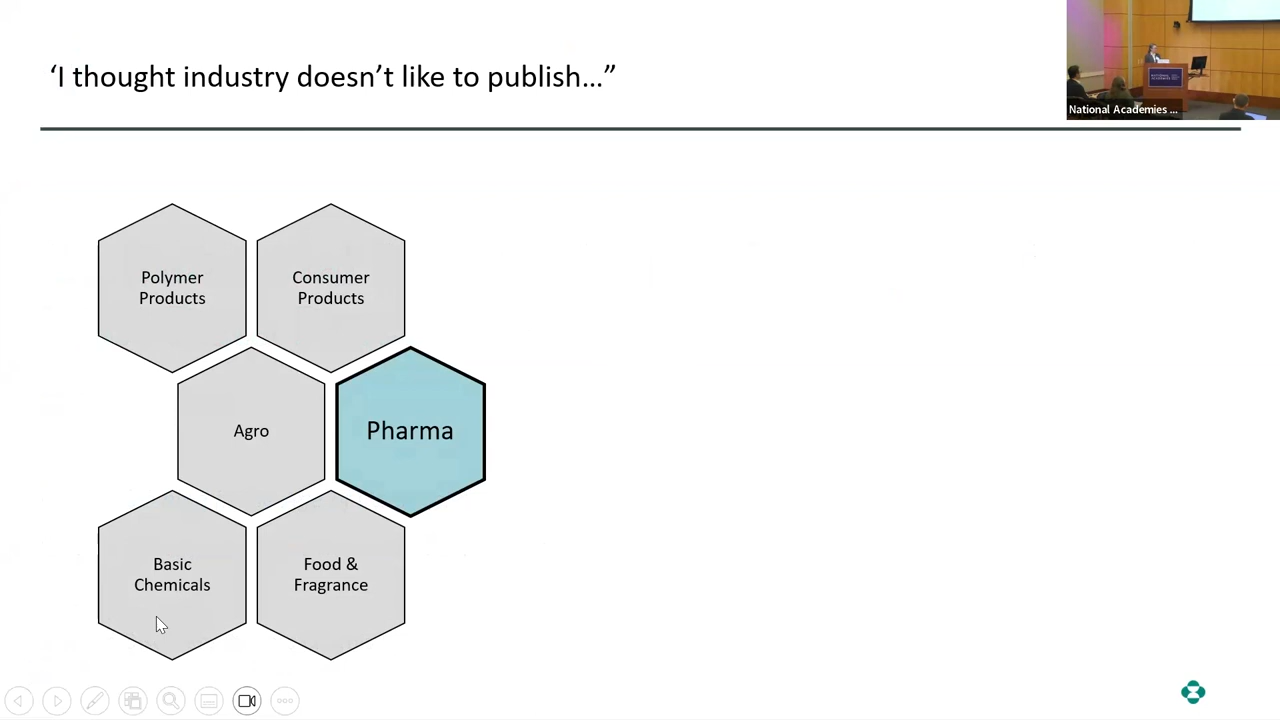 ‘I thought industry doesn’t like to publish…”
National Academies ...
Polymer
Products
Consumer
Products
Agro
Pharma
Basic
Chemicals
Food &
Fragrance